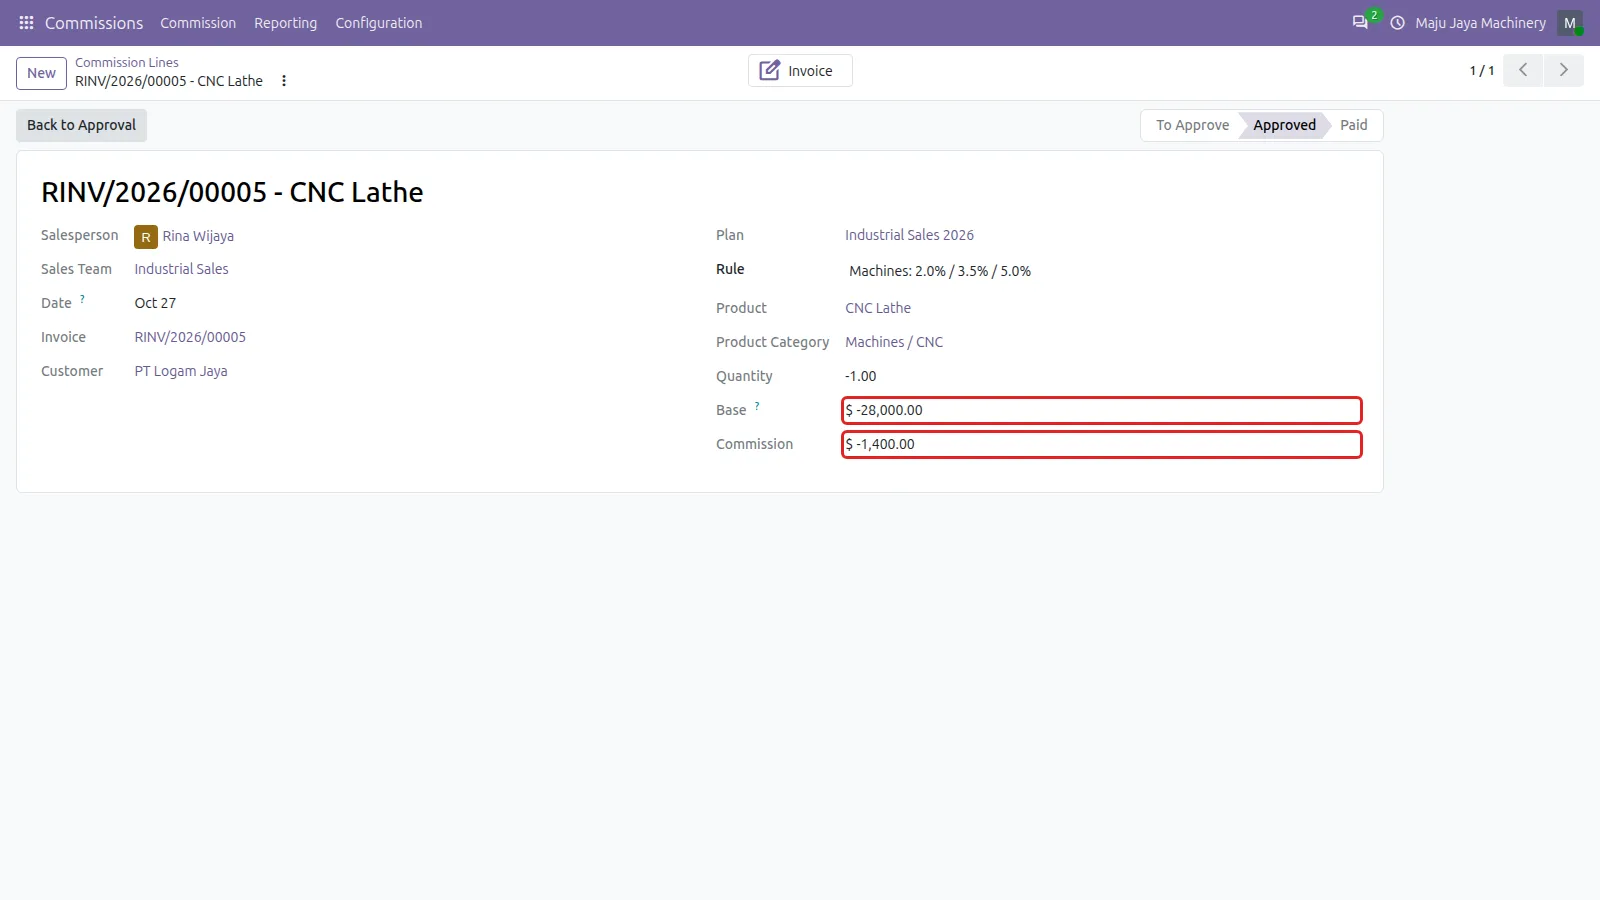 Commissions Commission Reporting Configuration 2 Maju Jaya Machinery M
New Commission Lines
RINV/2026/00005 - CNC Lathe
Invoice
1 / 1
Back to Approval To Approve Approved Paid
RINV/2026/00005 - CNC Lathe
Salesperson R Rina Wijaya
Sales Team Industrial Sales
Date ? Oct 27
Invoice RINV/2026/00005
Customer PT Logam Jaya
Plan Industrial Sales 2026
Rule Machines: 2.0% / 3.5% / 5.0%
Product CNC Lathe
Product Category Machines / CNC
Quantity -1.00
Base ? $ -28,000.00
Commission $ -1,400.00